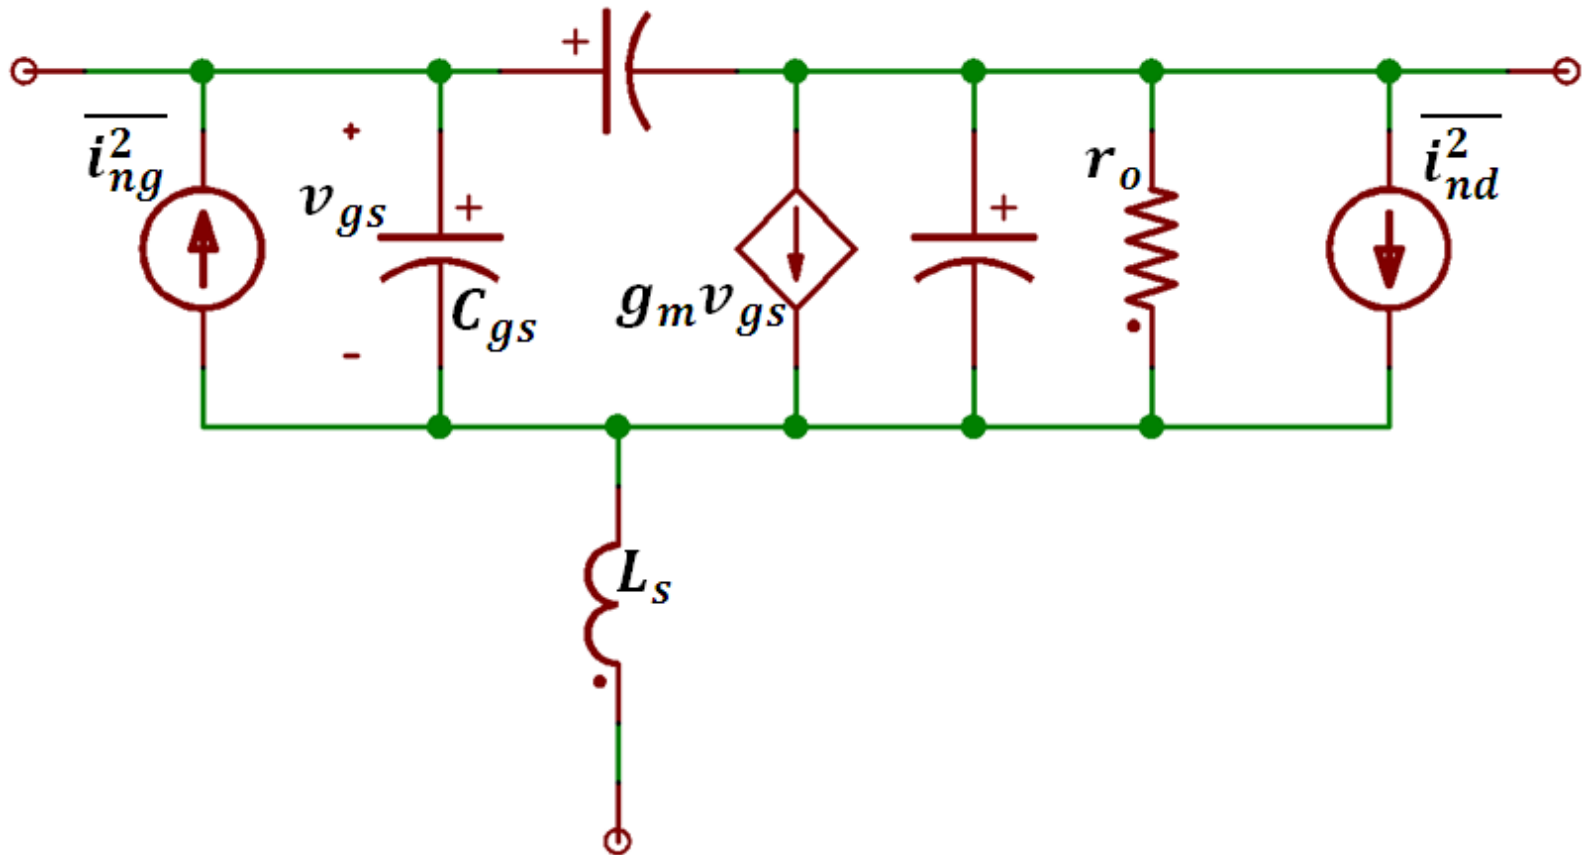 +
i²ng
+
vgs
+
-
Cgs
gmvgs
+
ro
i²nd
Ls